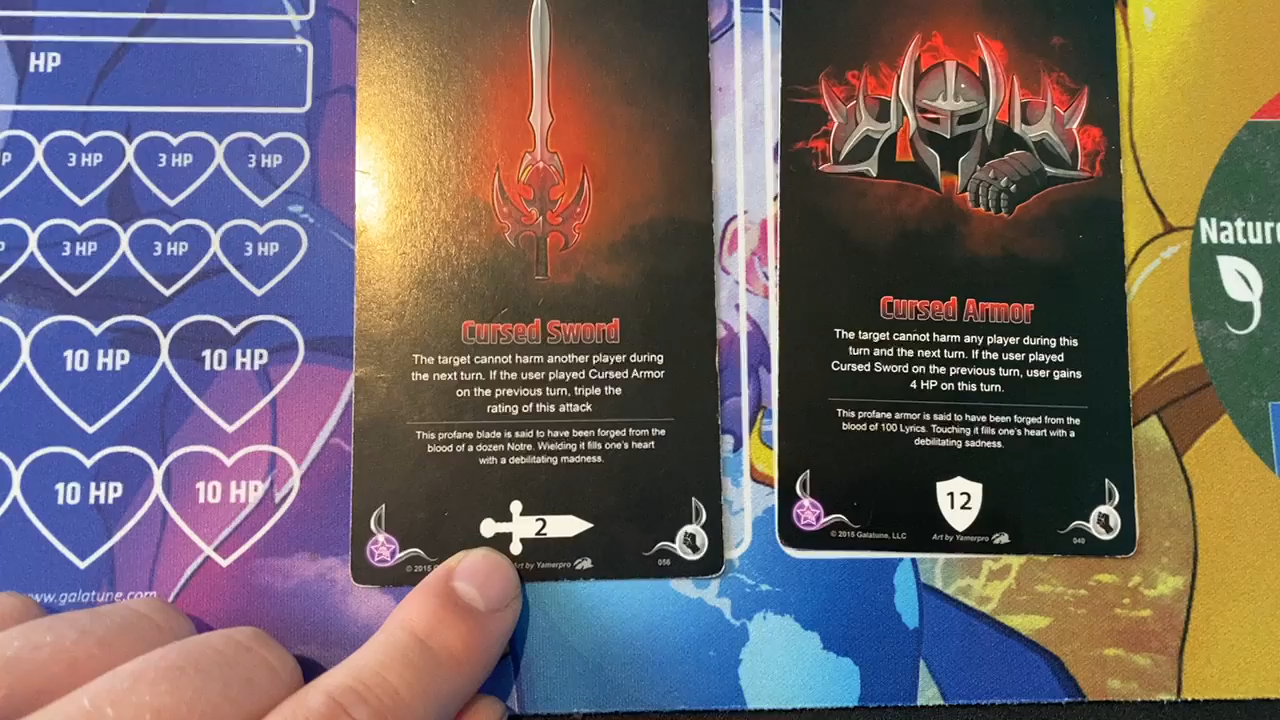 HP
3 HP
3 HP
3 HP
3 HP
3 HP
3 HP
10 HP
10 HP
10 HP
10 HP
www.galatune.com
Cursed Sword
The target cannot harm another player during
the next turn. If the user played Cursed Armor
on the previous turn, triple the
rating of this attack
This profane blade is said to have been forged from the
blood of a dozen Notre. Wielding it fills one's heart
with a debilitating madness.
2
© 2015
Art by Yamerpro
056
Cursed Armor
The target cannot harm any player during this
turn and the next turn. If the user played
Cursed Sword on the previous turn, user gains
4 HP on this turn.
This profane armor is said to have been forged from the
blood of 100 Lyrics. Touching it fills one's heart with a
debilitating sadness.
12
© 2015 Galatune, LLC
Art by Yamerpro
040
Nature